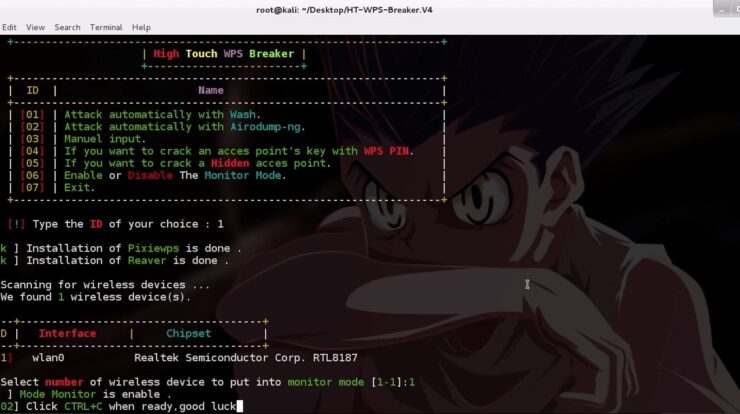 root@kali: ~/Desktop/HT-WPS-Breaker.V4
Edit View Search Terminal Help
| High Touch WPS Breaker |
| ID | Name |
| [01] | Attack automatically with Wash.
| [02] | Attack automatically with Airodump-ng.
| [03] | Manuel input.
| [04] | If you want to crack an acces point's key with WPS PIN.
| [05] | If you want to crack a Hidden acces point.
| [06] | Enable or Disable The Monitor Mode.
| [07] | Exit.
[!] Type the ID of your choice : 1
k ] Installation of Pixiewps is done .
k ] Installation of Reaver is done .
Scanning for wireless devices ...
We found 1 wireless device(s).
D | Interface | Chipset
1] wlan0 Realtek Semiconductor Corp. RTL8187
Select number of wireless device to put into monitor mode [1-1]:1
] Mode Monitor is enable .
02] Click CTRL+C when ready,good luck